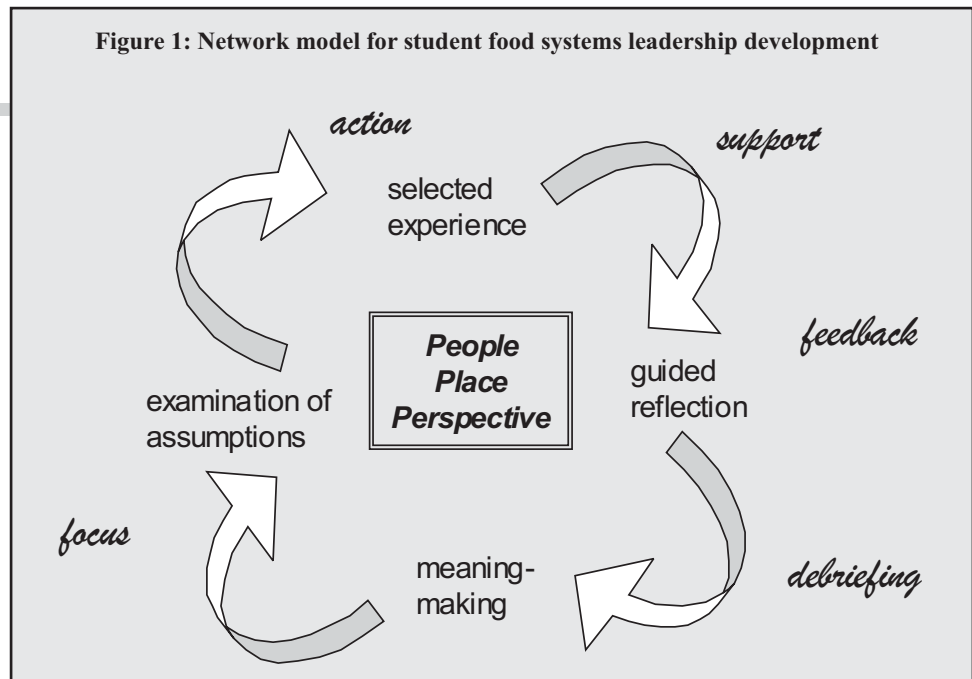 Figure 1: Network model for student food systems leadership development
action
support
selected
experience
feedback
People
Place
Perspective
guided
reflection
examination of
assumptions
focus
meaning-
making
debriefing